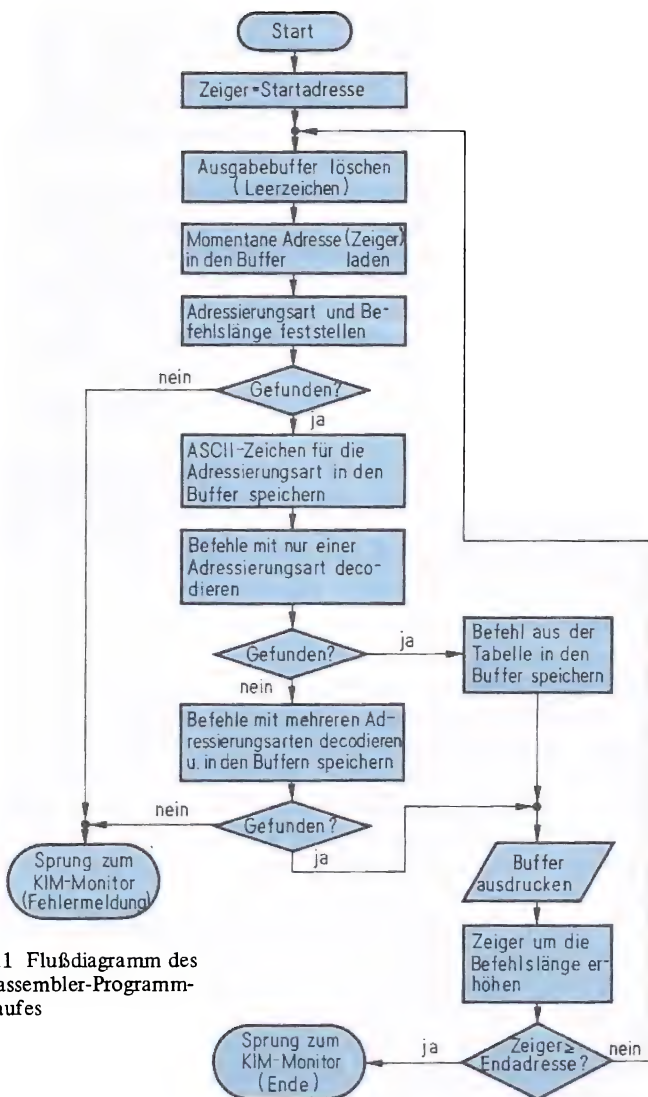 Start
Zeiger=Startadresse
Ausgabebuffer löschen
(Leerzeichen)
Momentane Adresse (Zeiger)
in den Buffer laden
Adressierungsart und Be-
fehlslänge feststellen
nein
Gefunden?
ja
ASCII-Zeichen für die
Adressierungsart in den
Buffer speichern
Befehle mit nur einer
Adressierungsart deco-
dieren
Gefunden?
ja
Befehl aus der
Tabelle in den
Buffer speichern
nein
Befehle mit mehreren Ad-
ressierungsarten decodieren
u. in den Buffern speichern
nein
Gefunden?
ja
Sprung zum
KIM-Monitor
(Fehlermeldung)
Buffer
ausdrucken
1 Flußdiagramm des
assembler-Programm-
aufes
Zeiger um die
Befehlslänge er-
höhen
Sprung zum
KIM-Monitor
(Ende)
ja
Zeiger ≥
Endadresse?
nein